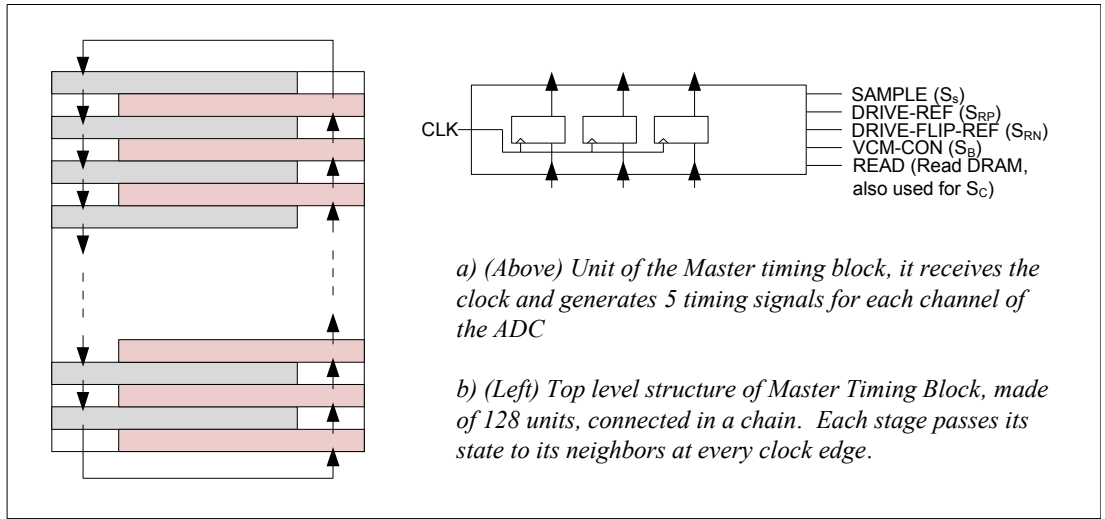 CLK
SAMPLE (Ss)
DRIVE-REF (SRP)
DRIVE-FLIP-REF (SRN)
VCM-CON (SB)
READ (Read DRAM,
also used for SC)
a) (Above) Unit of the Master timing block, it receives the
clock and generates 5 timing signals for each channel of
the ADC
b) (Left) Top level structure of Master Timing Block, made
of 128 units, connected in a chain.  Each stage passes its
state to its neighbors at every clock edge.